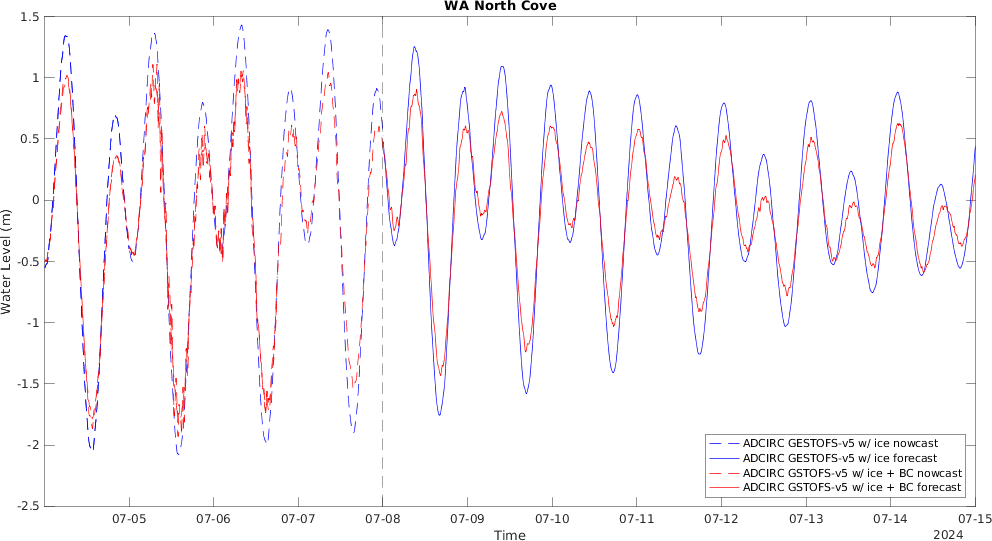 WA North Cove
1.5
1
0.5
0
-0.5
-1
-1.5
-2
-2.5
Water Level (m)
07-05 07-06 07-07 07-08 07-09 07-10 07-11 07-12 07-13 07-14 07-15
Time
2024
ADCIRC GESTOFS-v5 w/ ice nowcast
ADCIRC GESTOFS-v5 w/ ice forecast
ADCIRC GSTOFS-v5 w/ ice + BC nowcast
ADCIRC GSTOFS-v5 w/ ice + BC forecast